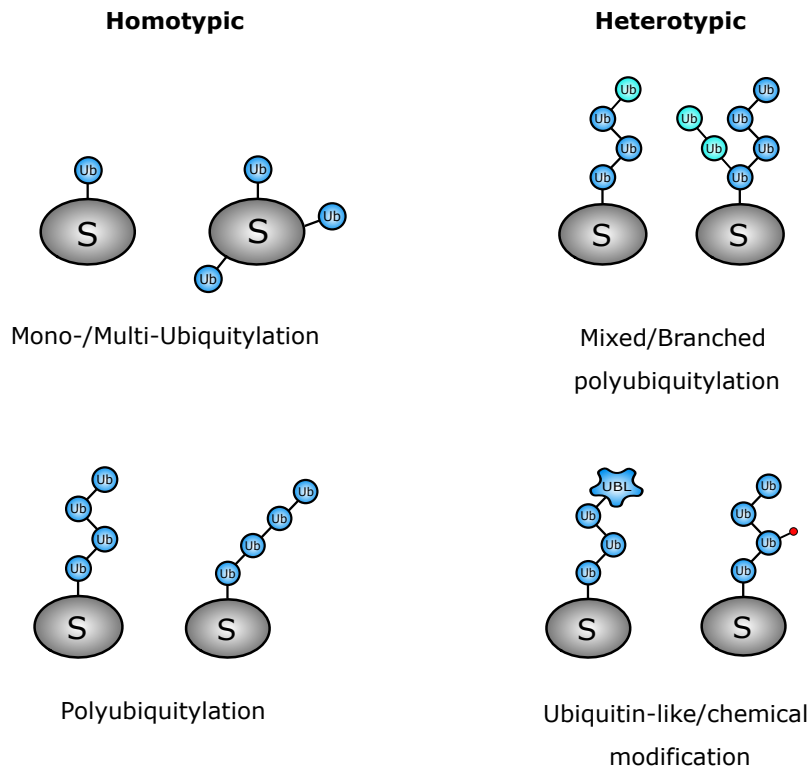 Homotypic
Heterotypic
Ub
S
Ub
Ub
Ub
S
Ub
Ub
Ub
Ub
S
Ub
Ub
Ub
Ub
Ub
Ub
S
Mono-/Multi-Ubiquitylation
Mixed/Branched
polyubiquitylation
Ub
Ub
Ub
Ub
S
Ub
Ub
Ub
Ub
S
UBL
Ub
Ub
Ub
S
Ub
Ub
Ub
Ub
S
Polyubiquitylation
Ubiquitin-like/chemical
modification